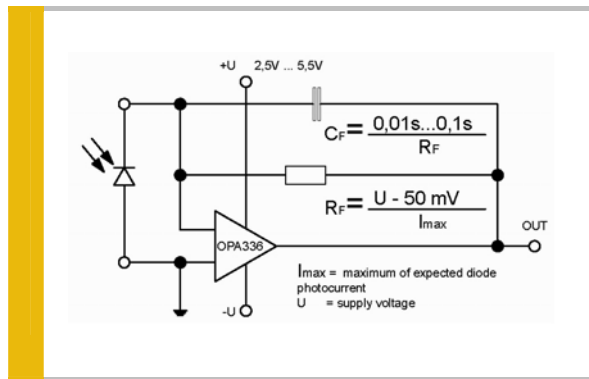 +U 2,5V ... 5,5V
CF= 0,01s...0,1s
RF
RF= U - 50 mV
Imax
OUT
OPA336
Imax = maximum of expected diode
photocurrent
U = supply voltage
-U